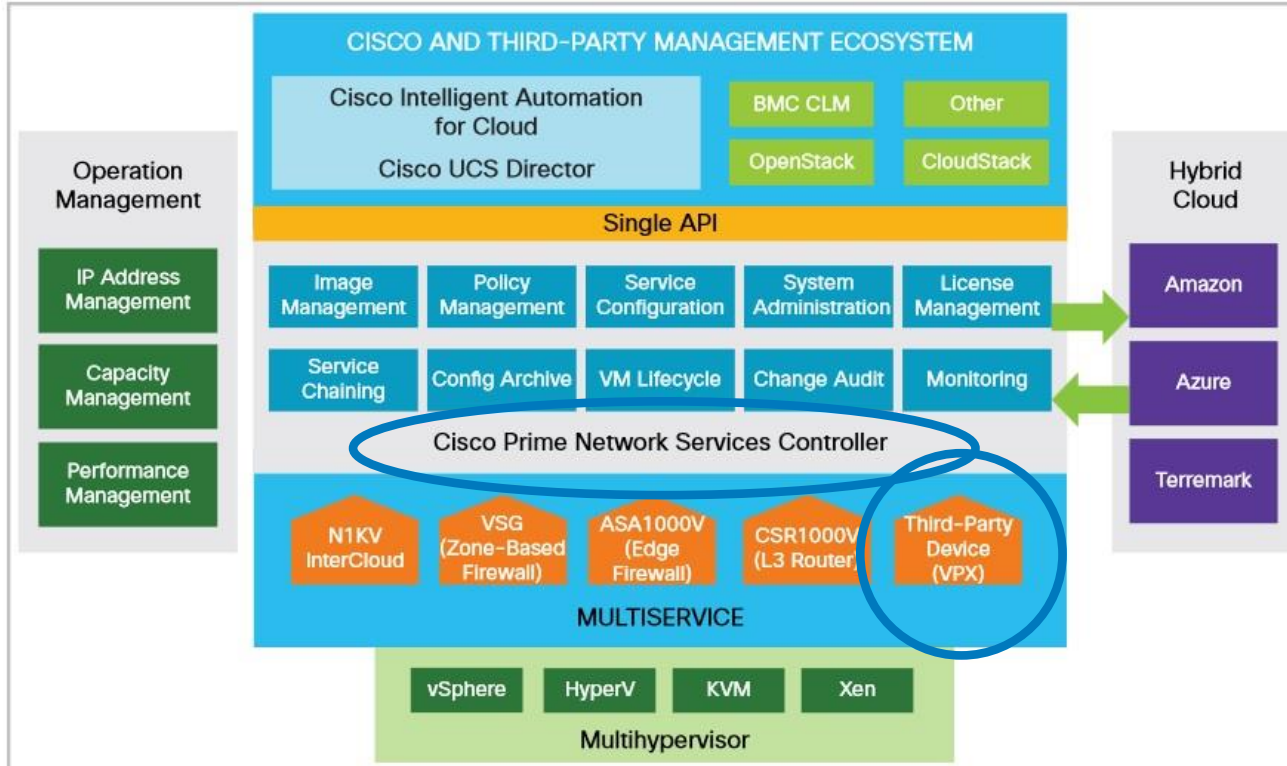 CISCO AND THIRD-PARTY MANAGEMENT ECOSYSTEM
Cisco Intelligent Automation
for Cloud
Cisco UCS Director
BMC CLM
Other
OpenStack
CloudStack
Operation
Management
IP Address
Management
Capacity
Management
Performance
Management
Single API
Image
Management
Policy
Management
Service
Configuration
System
Administration
License
Management
Service
Chaining
Config Archive
VM Lifecycle
Change Audit
Monitoring
Cisco Prime Network Services Controller
Hybrid
Cloud
Amazon
Azure
Terremark
N1KV
InterCloud
VSG
(Zone-Based
Firewall)
ASA1000V
(Edge
Firewall)
CSR1000V
(L3 Router)
Third-Party
Device
(VPX)
MULTISERVICE
vSphere
HyperV
KVM
Xen
Multihypervisor